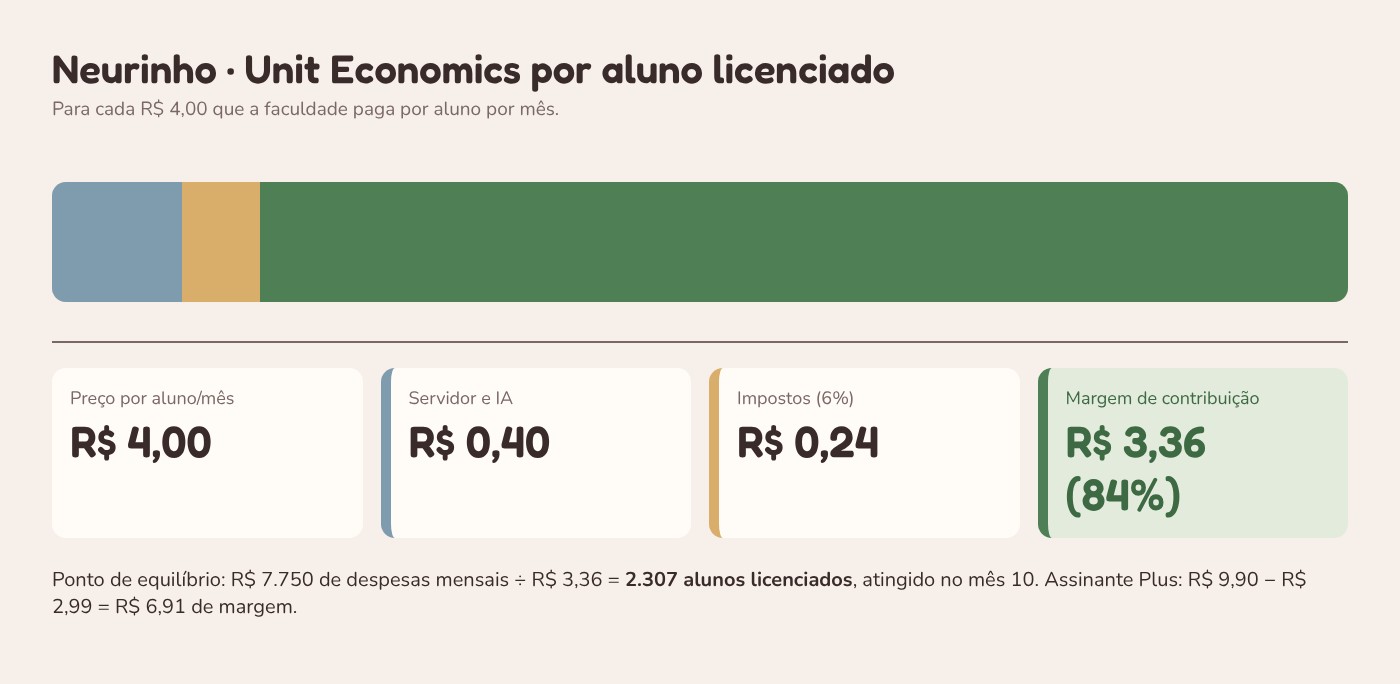 Neurinho · Unit Economics por aluno licenciado
Para cada R$ 4,00 que a faculdade paga por aluno por mês.
Preço por aluno/mês
R$ 4,00
Servidor e IA
R$ 0,40
Impostos (6%)
R$ 0,24
Margem de contribuição
R$ 3,36
(84%)
Ponto de equilíbrio: R$ 7.750 de despesas mensais ÷ R$ 3,36 = 2.307 alunos licenciados, atingido no mês 10. Assinante Plus: R$ 9,90 − R$
2,99 = R$ 6,91 de margem.